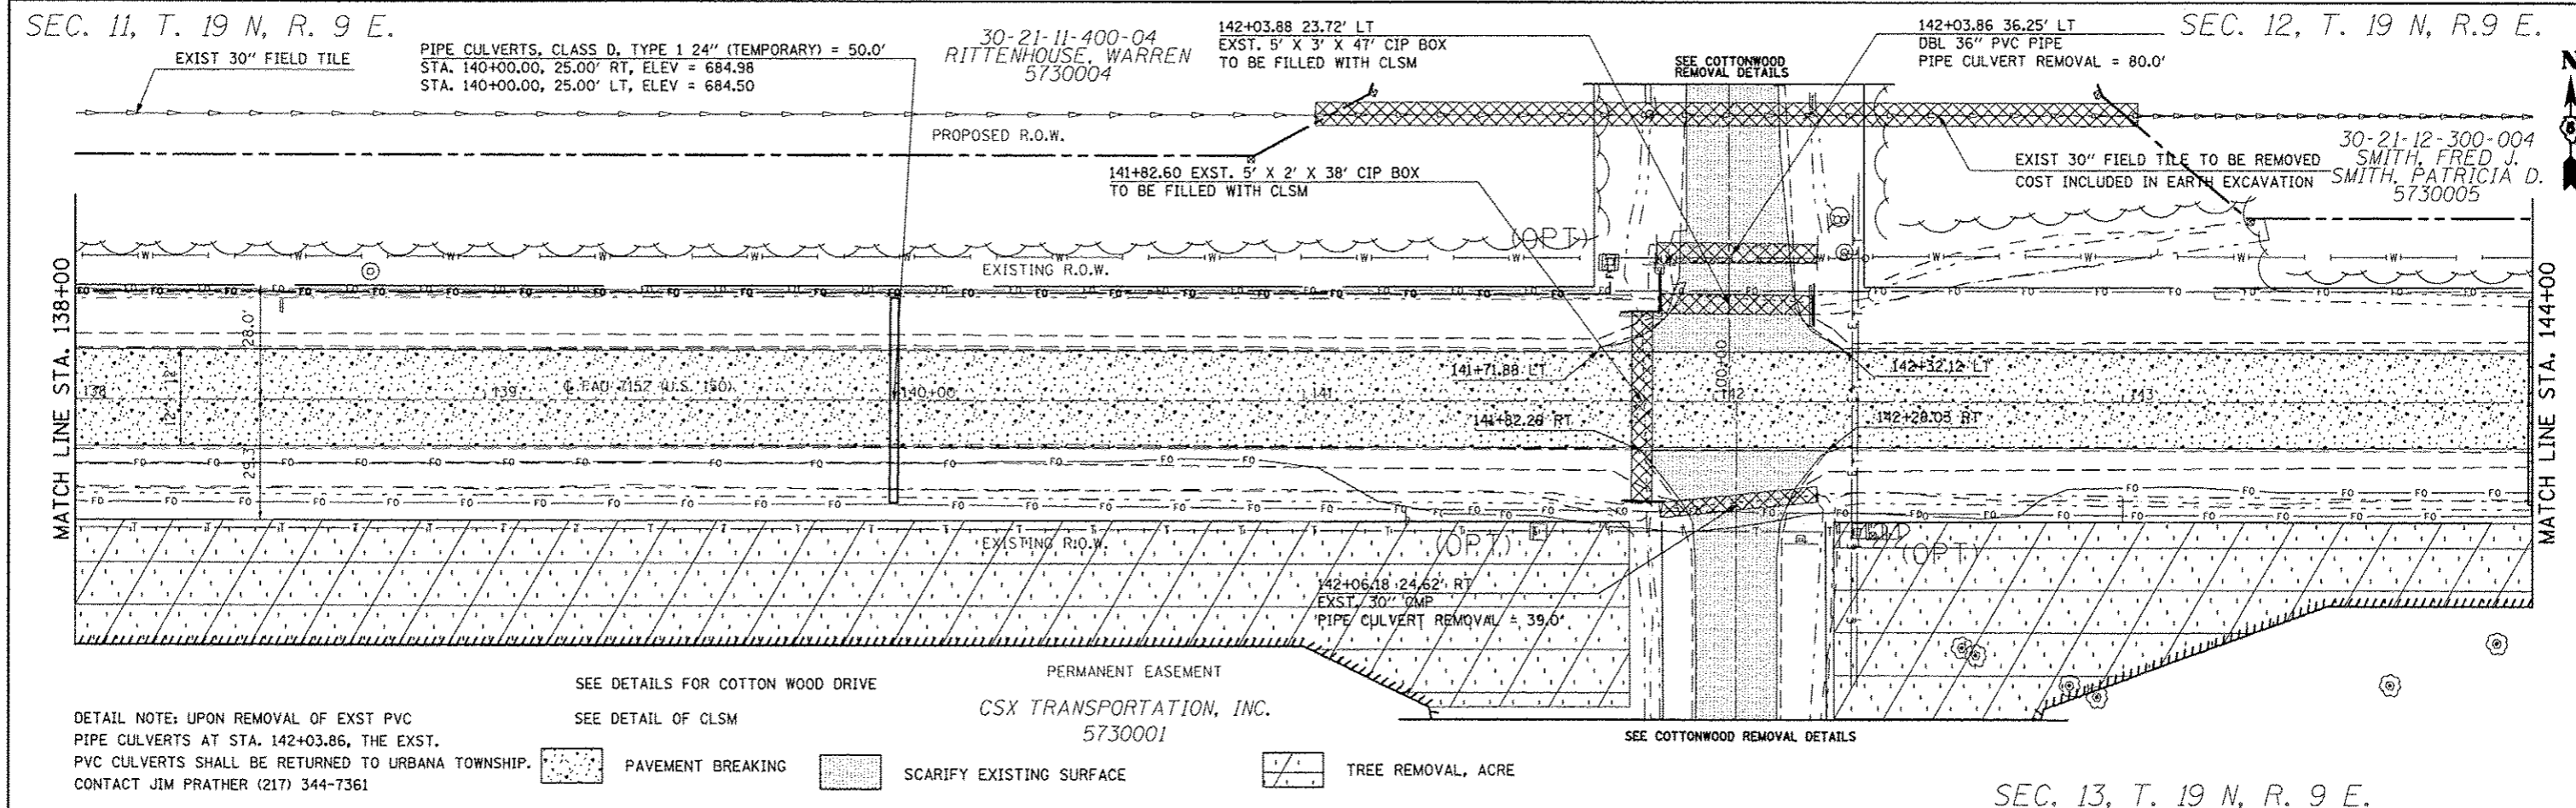 SEC. 11, T. 19 N, R. 9 E.
EXIST 30" FIELD TILE
PIPE CULVERTS, CLASS D, TYPE 1 24" (TEMPORARY) = 50.0'
STA. 140+00.00, 25.00' RT, ELEV = 684.98
STA. 140+00.00, 25.00' LT, ELEV = 684.50
30-21-11-400-04
RITTENHOUSE, WARREN
5730004
142+03.88 23.72' LT
EXST. 5' X 3' X 47' CIP BOX
TO BE FILLED WITH CLSM
SEE COTTONWOOD
REMOVAL DETAILS
142+03.86 36.25' LT
DBL 36" PVC PIPE
PIPE CULVERT REMOVAL = 80.0'
SEC. 12, T. 19 N, R.9 E.
N
PROPOSED R.O.W.
141+82.60 EXST. 5' X 2' X 38' CIP BOX
TO BE FILLED WITH CLSM
EXIST 30" FIELD TILE TO BE REMOVED
COST INCLUDED IN EARTH EXCAVATION
30-21-12-300-004
SMITH, FRED J.
SMITH, PATRICIA D.
5730005
(OPT)
EXISTING R.O.W.
MATCH LINE STA. 138+00
MATCH LINE STA. 144+00
28.0'
12'
12'
29.3'
138
139
℄ FAU 7152 (U.S. 150)
140+00
141
142
143
141+71.88 LT
142+32.12 LT
141+82.28 RT
142+28.05 RT
EXISTING R.O.W.
(OPT)
(OPT)
142+06.18 24.62' RT
EXST. 30" CMP
PIPE CULVERT REMOVAL = 39.0'
PERMANENT EASEMENT
CSX TRANSPORTATION, INC.
5730001
SEE DETAILS FOR COTTON WOOD DRIVE
SEE DETAIL OF CLSM
SEE COTTONWOOD REMOVAL DETAILS
DETAIL NOTE: UPON REMOVAL OF EXST PVC
PIPE CULVERTS AT STA. 142+03.86, THE EXST.
PVC CULVERTS SHALL BE RETURNED TO URBANA TOWNSHIP.
CONTACT JIM PRATHER (217) 344-7361
PAVEMENT BREAKING
SCARIFY EXISTING SURFACE
TREE REMOVAL, ACRE
SEC. 13, T. 19 N, R. 9 E.